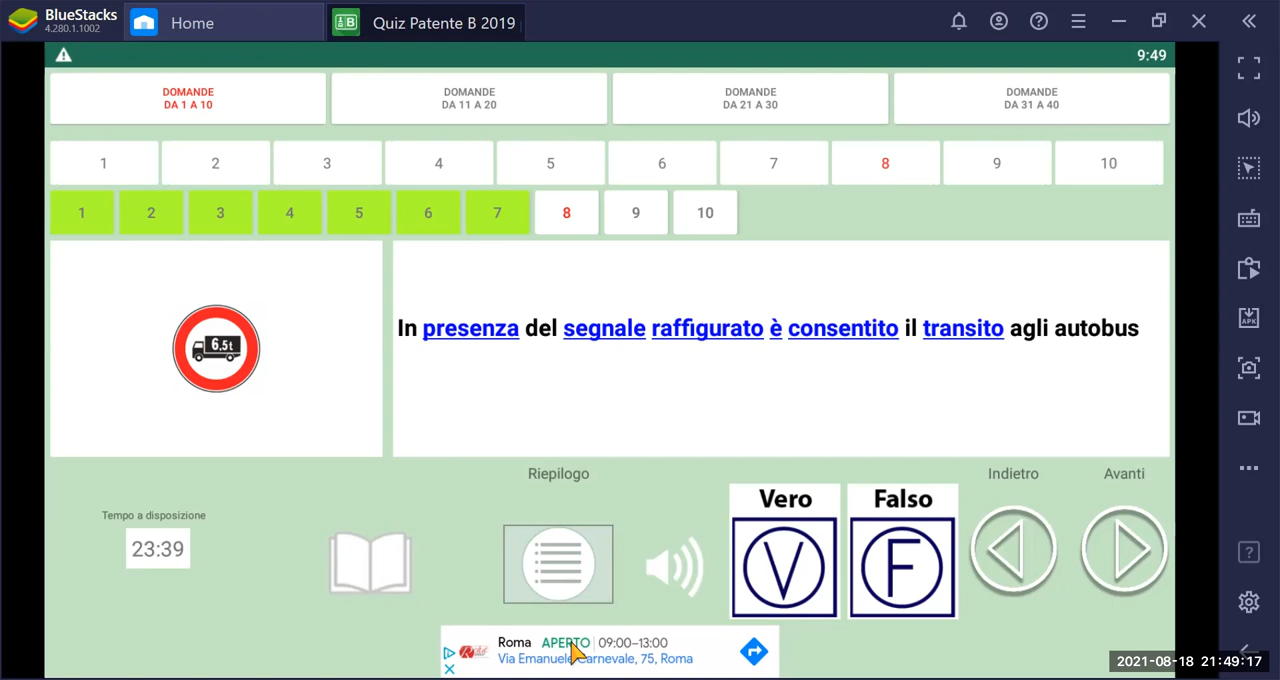 BlueStacks
4.280.1.1002
Home
Quiz Patente B 2019
9:49
DOMANDE
DA 1 A 10
DOMANDE
DA 11 A 20
DOMANDE
DA 21 A 30
DOMANDE
DA 31 A 40
1 2 3 4 5 6 7 8 9 10
1 2 3 4 5 6 7 8 9 10
6,5t
In presenza del segnale raffigurato è consentito il transito agli autobus
Riepilogo
Indietro
Avanti
Tempo a disposizione
23:39
Vero
V
Falso
F
Roma APERTO 09:00–13:00
Via Emanuele Carnevale, 75, Roma
APK
2021-08-18 21:49:17